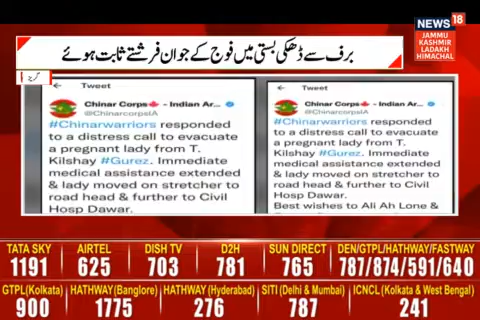 NEWS 18
JAMMU
KASHMIR
LADAKH
HIMACHAL
برف سے ڈھکی بستی میں فوج کے جوان فرشتے ثابت ہوئے
گریز
Tweet
Chinar Corps🍁 - Indian Ar...
@ChinarcorpsIA
#Chinarwarriors responded
to a distress call to evacuate
a pregnant lady from T.
Kilshay #Gurez. Immediate
medical assistance extended
& lady moved on stretcher to
road head & further to Civil
Hosp Dawar.
Tweet
Chinar Corps🍁 - Indian Ar...
@ChinarcorpsIA
#Chinarwarriors responded
to a distress call to evacuate
a pregnant lady from T.
Kilshay #Gurez. Immediate
medical assistance extended
& lady moved on stretcher to
road head & further to Civil
Hosp Dawar.
Best wishes to Ali Ah Lone &
TATA SKY AIRTEL DISH TV D2H SUN DIRECT DEN/GTPL/HATHWAY/FASTWAY
1191 625 703 781 765 787/874/591/640
GTPL(Kolkata) HATHWAY(Banglore) HATHWAY (Hyderabad) SITI (Delhi & Mumbai) ICNCL (Kolkata & West Bengal)
900 1775 276 787 241